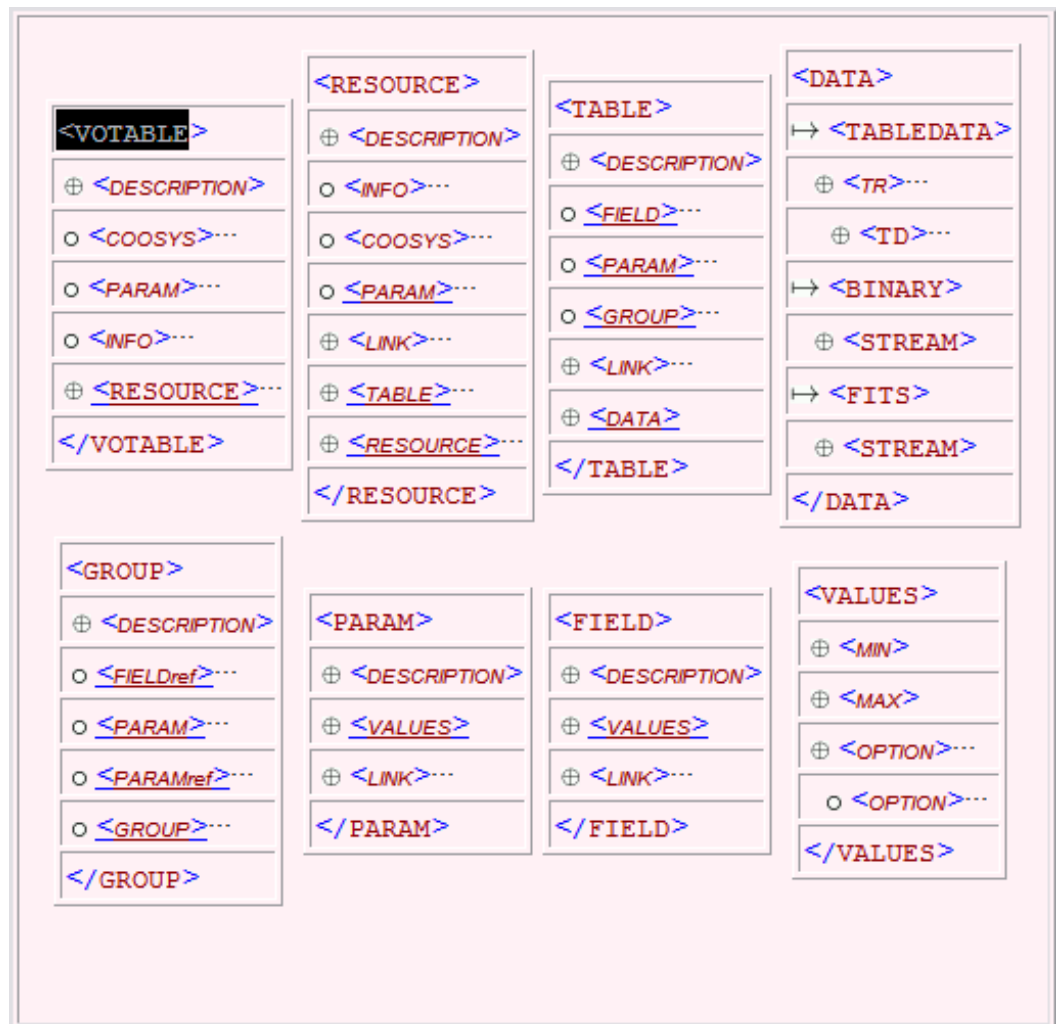 <VOTABLE>
⊕ <DESCRIPTION>
o <COOSYS>···
o <PARAM>···
o <INFO>···
⊕ <RESOURCE>···
</VOTABLE>
<RESOURCE>
⊕ <DESCRIPTION>
o <INFO>···
o <COOSYS>···
o <PARAM>···
⊕ <LINK>···
⊕ <TABLE>···
⊕ <RESOURCE>···
</RESOURCE>
<TABLE>
⊕ <DESCRIPTION>
o <FIELD>···
o <PARAM>···
o <GROUP>···
⊕ <LINK>···
⊕ <DATA>
</TABLE>
<DATA>
↦ <TABLEDATA>
⊕ <TR>···
⊕ <TD>···
↦ <BINARY>
⊕ <STREAM>
↦ <FITS>
⊕ <STREAM>
</DATA>
<GROUP>
⊕ <DESCRIPTION>
o <FIELDref>···
o <PARAM>···
o <PARAMref>···
o <GROUP>···
</GROUP>
<PARAM>
⊕ <DESCRIPTION>
⊕ <VALUES>
⊕ <LINK>···
</PARAM>
<FIELD>
⊕ <DESCRIPTION>
⊕ <VALUES>
⊕ <LINK>···
</FIELD>
<VALUES>
⊕ <MIN>
⊕ <MAX>
⊕ <OPTION>···
o <OPTION>···
</VALUES>